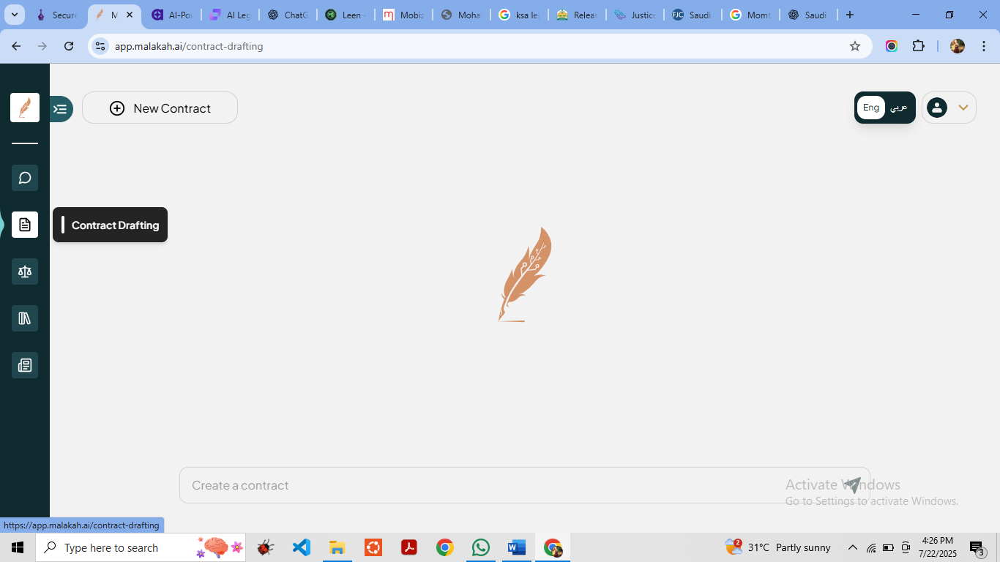 Secure
M
AI-Pov
AI Leg
ChatG
Leen -
Mobiz
Moha
ksa le
Releas
Justice
FJC
Saudi
Momt
Saudi
app.malakah.ai/contract-drafting
New Contract
Eng
عربي
Contract Drafting
Create a contract
Activate Windows
Go to Settings to activate Windows.
https://app.malakah.ai/contract-drafting
Type here to search
2
31°C Partly sunny
4:26 PM
7/22/2025
3